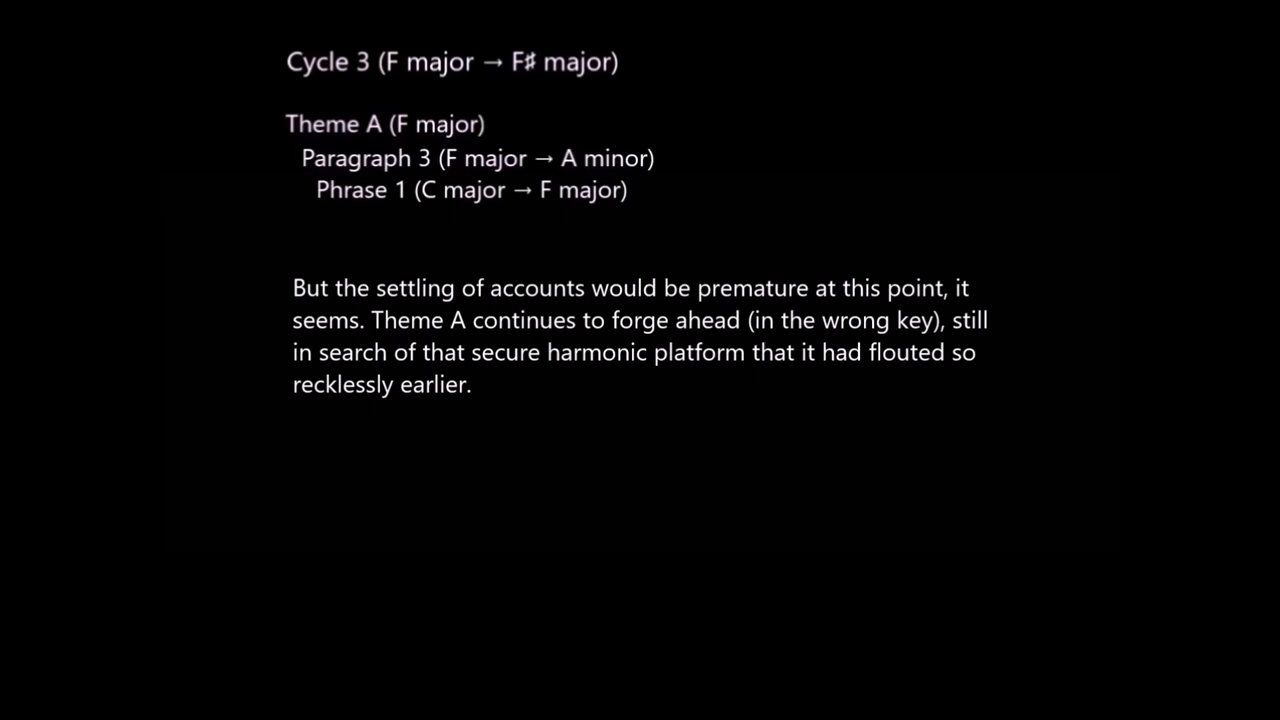 Cycle 3 (F major → F♯ major)
Theme A (F major)
Paragraph 3 (F major → A minor)
Phrase 1 (C major → F major)
But the settling of accounts would be premature at this point, it
seems. Theme A continues to forge ahead (in the wrong key), still
in search of that secure harmonic platform that it had flouted so
recklessly earlier.